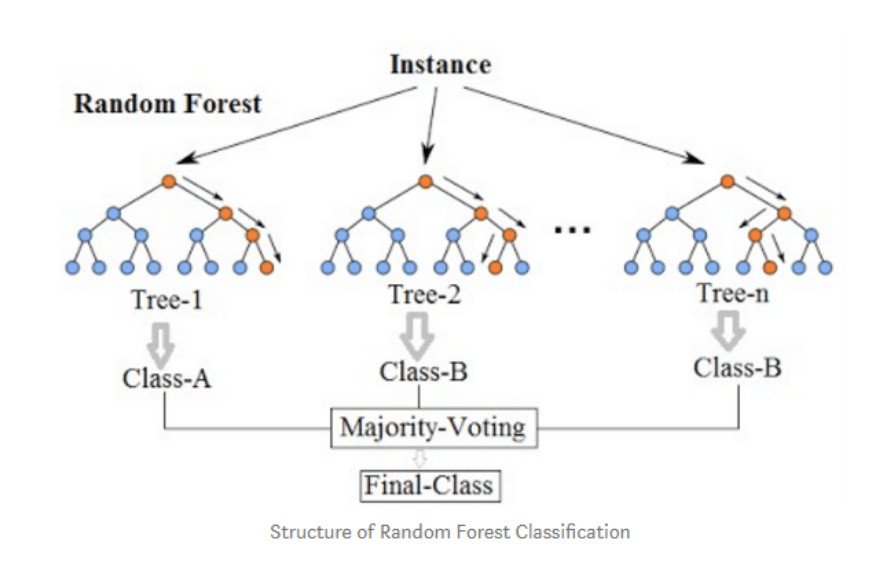 Instance
Random Forest
...
Tree-1
Tree-2
Tree-n
Class-A
Class-B
Class-B
Majority-Voting
Final-Class
Structure of Random Forest Classification